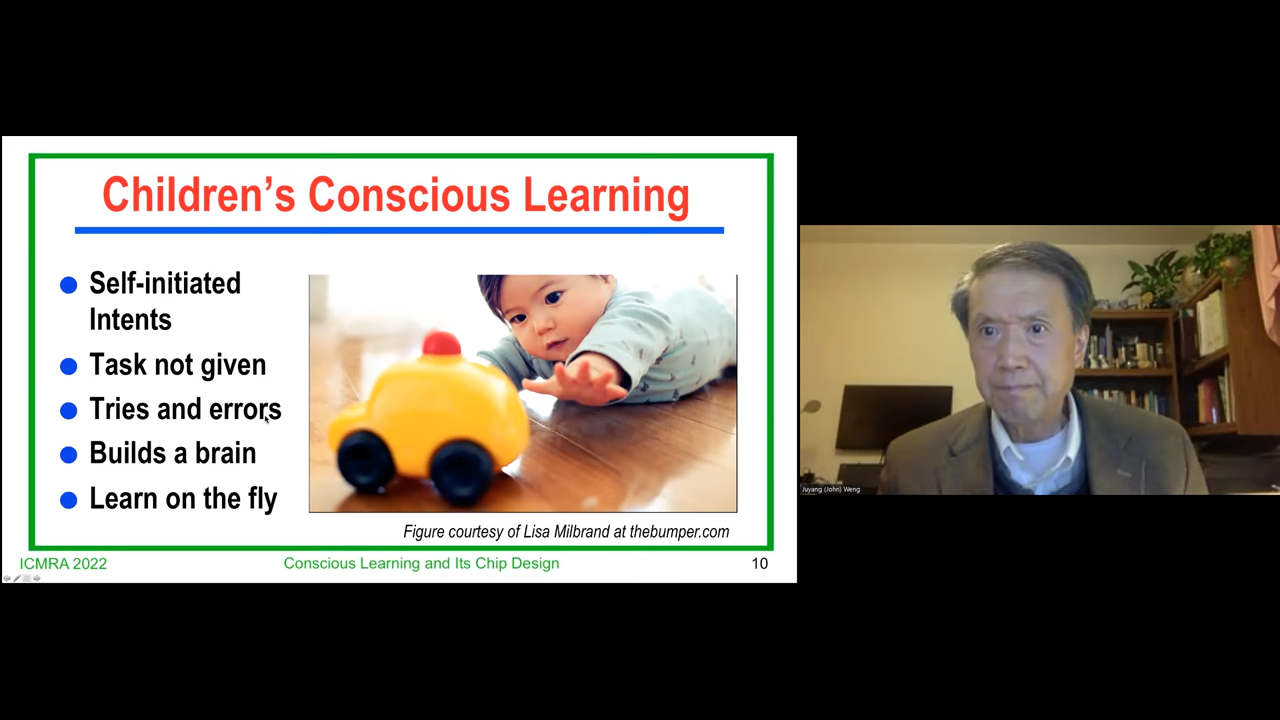 Children's Conscious Learning
Self-initiated
Intents
Task not given
Tries and errors
Builds a brain
Learn on the fly
Figure courtesy of Lisa Milbrand at thebumper.com
ICMRA 2022
Conscious Learning and Its Chip Design
10
Juyang (John) Weng